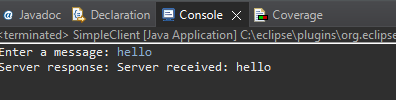 Javadoc Declaration Console Coverage
<terminated> SimpleClient [Java Application] C:\eclipse\plugins\org.eclipse
Enter a message: hello
Server response: Server received: hello